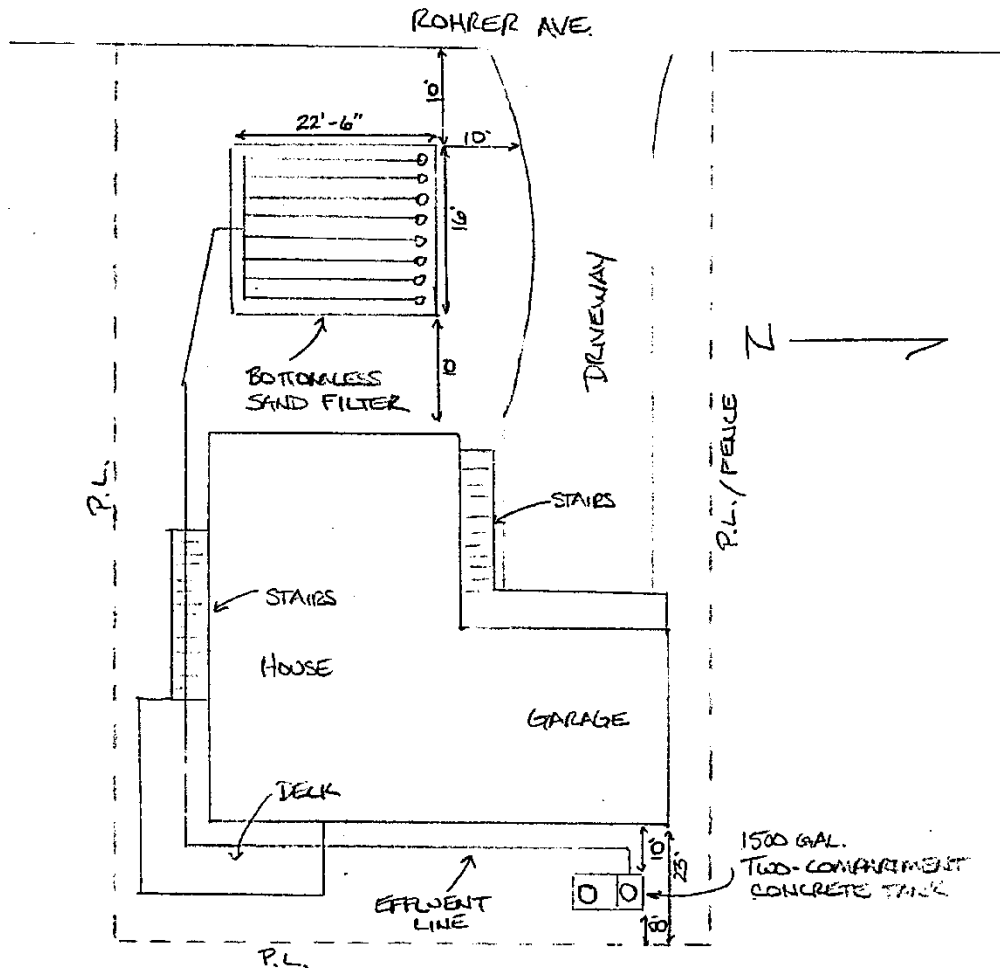 ROHRER AVE.
10'
22'-6"
10'
16'
BOTTOMLESS
SAND FILTER
10
DRIVEWAY
N
P.L.
P.L./FENCE
STAIRS
STAIRS
HOUSE
GARAGE
DECK
10'
23'
1500 GAL.
TWO-COMPARTMENT
CONCRETE TANK
EFFLUENT
LINE
8'
P.L.